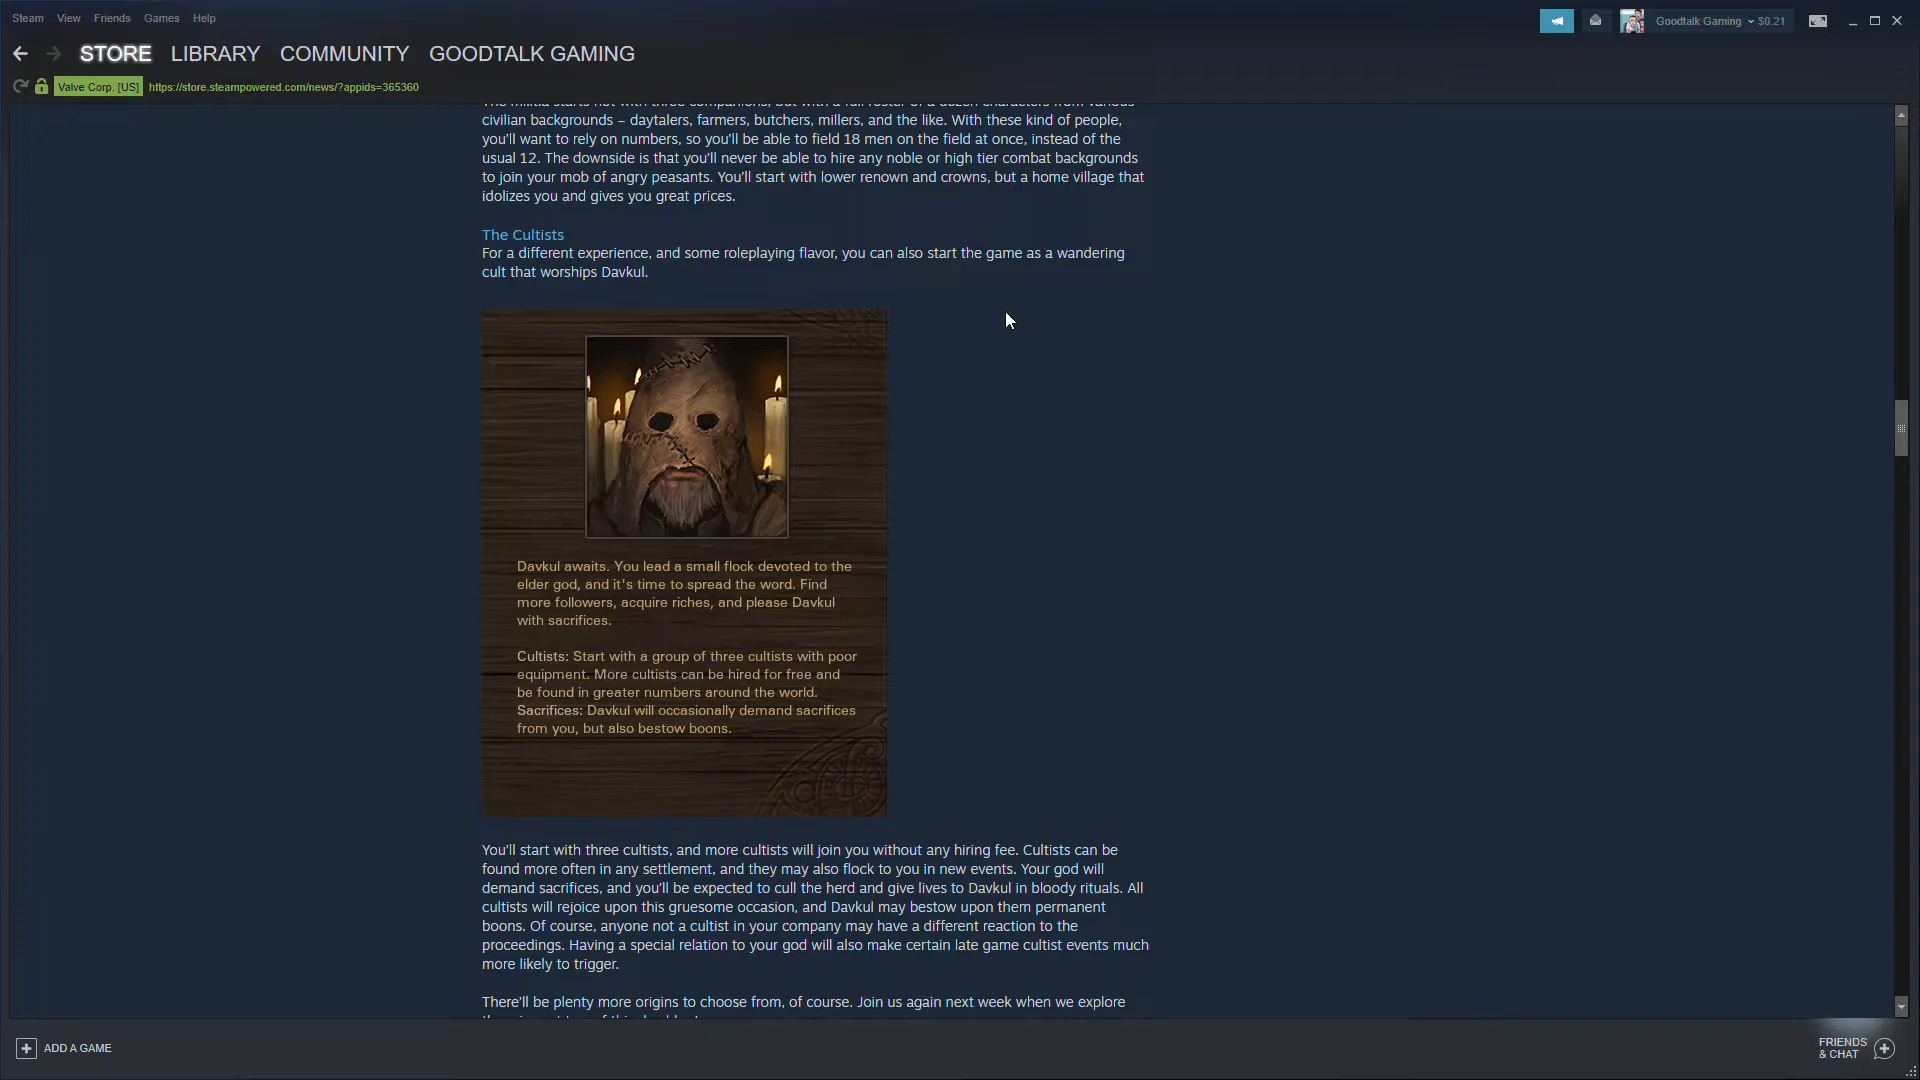 Steam View Friends Games Help
Goodtalk Gaming $0.21
STORE LIBRARY COMMUNITY GOODTALK GAMING
Valve Corp. [US] https://store.steampowered.com/news/?appids=365360
The militia starts not with three companions, but with a full roster of a dozen characters from various
civilian backgrounds – daytalers, farmers, butchers, millers, and the like. With these kind of people,
you'll want to rely on numbers, so you'll be able to field 18 men on the field at once, instead of the
usual 12. The downside is that you'll never be able to hire any noble or high tier combat backgrounds
to join your mob of angry peasants. You'll start with lower renown and crowns, but a home village that
idolizes you and gives you great prices.
The Cultists
For a different experience, and some roleplaying flavor, you can also start the game as a wandering
cult that worships Davkul.
Davkul awaits. You lead a small flock devoted to the
elder god, and it's time to spread the word. Find
more followers, acquire riches, and please Davkul
with sacrifices.
Cultists: Start with a group of three cultists with poor
equipment. More cultists can be hired for free and
be found in greater numbers around the world.
Sacrifices: Davkul will occasionally demand sacrifices
from you, but also bestow boons.
You'll start with three cultists, and more cultists will join you without any hiring fee. Cultists can be
found more often in any settlement, and they may also flock to you in new events. Your god will
demand sacrifices, and you'll be expected to cull the herd and give lives to Davkul in bloody rituals. All
cultists will rejoice upon this gruesome occasion, and Davkul may bestow upon them permanent
boons. Of course, anyone not a cultist in your company may have a different reaction to the
proceedings. Having a special relation to your god will also make certain late game cultist events much
more likely to trigger.
There'll be plenty more origins to choose from, of course. Join us again next week when we explore
ADD A GAME
FRIENDS
& CHAT